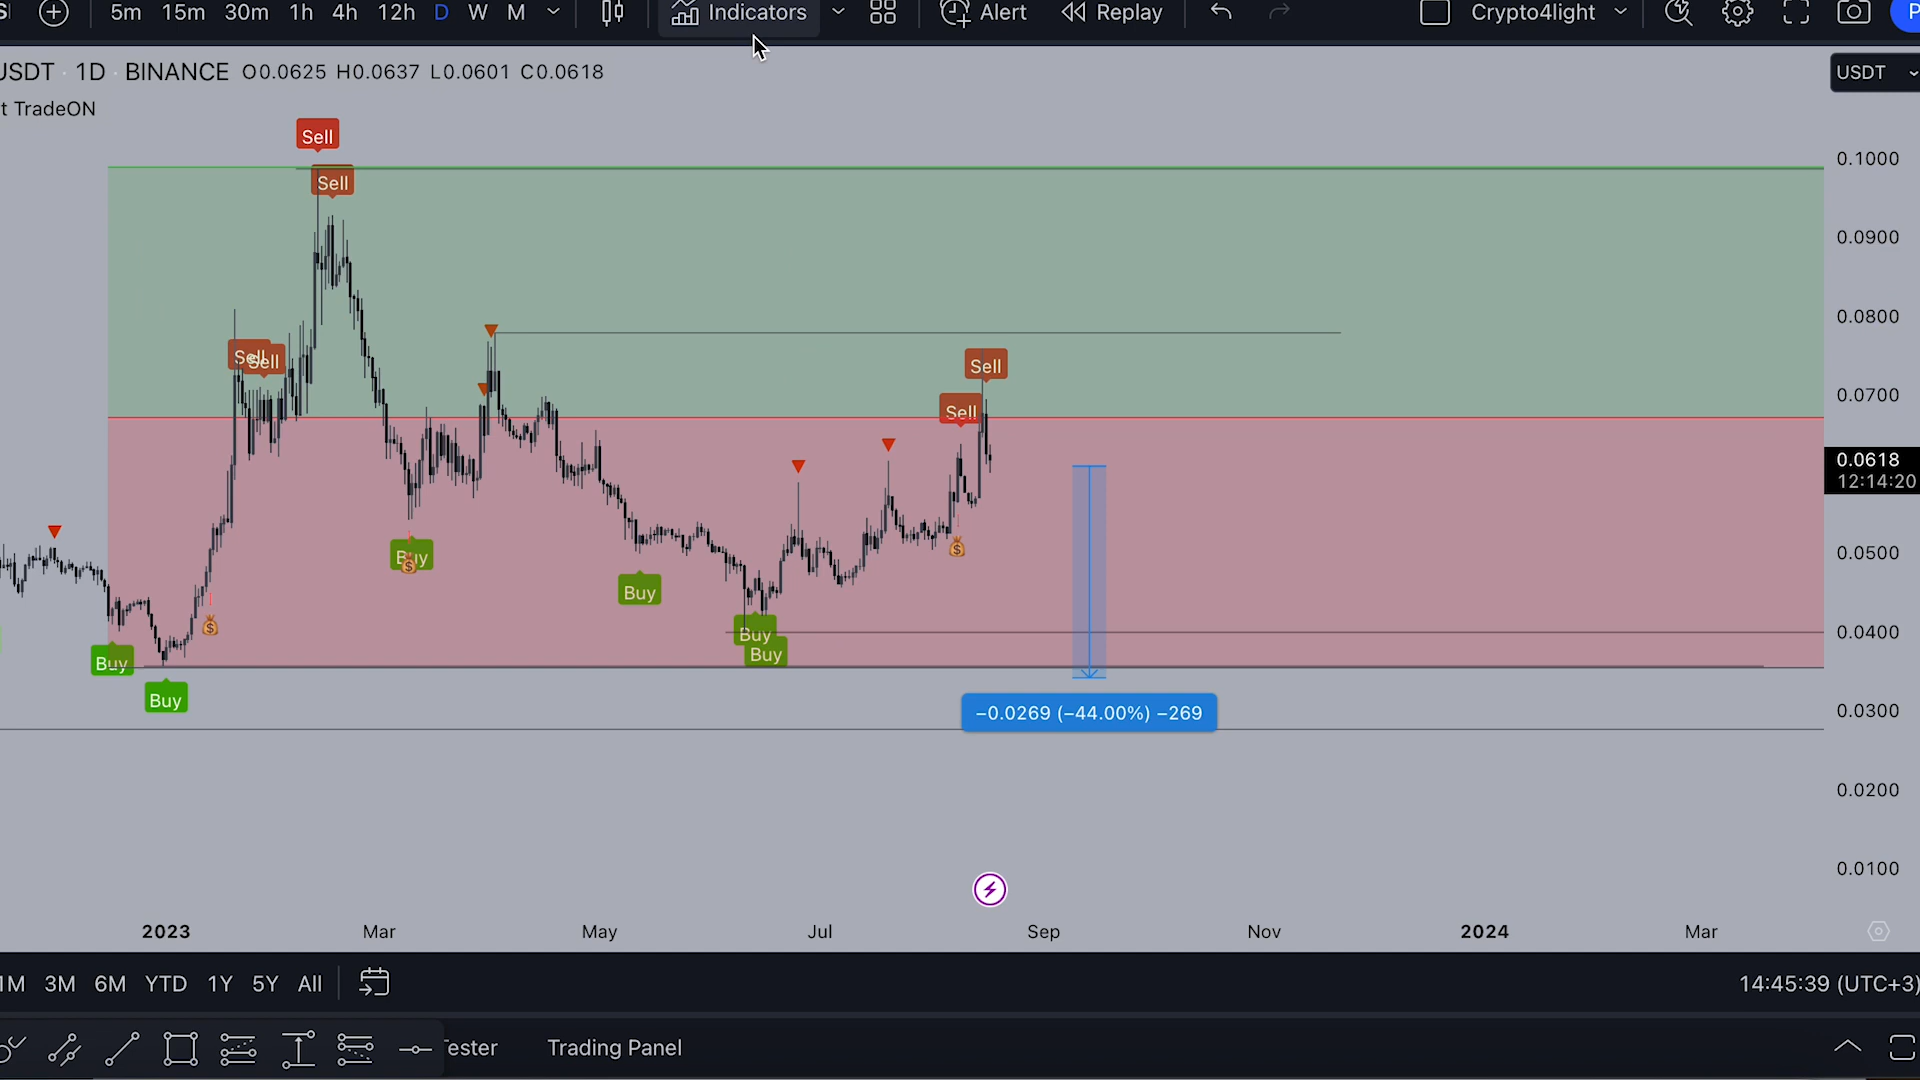 5m 15m 30m 1h 4h 12h D W M Indicators Alert Replay Crypto4light
USDT · 1D · BINANCE O0.0625 H0.0637 L0.0601 C0.0618
USDT
t TradeON
Sell
0.1000
Sell
0.0900
0.0800
Sell
Sell
Sell
0.0700
Sell
0.0618
12:14:20
0.0500
Buy
Buy
0.0400
Buy
Buy
Buy
Buy
−0.0269 (−44.00%) −269
0.0300
0.0200
0.0100
2023 Mar May Jul Sep Nov 2024 Mar
1M 3M 6M YTD 1Y 5Y All
14:45:39 (UTC+3)
Tester Trading Panel